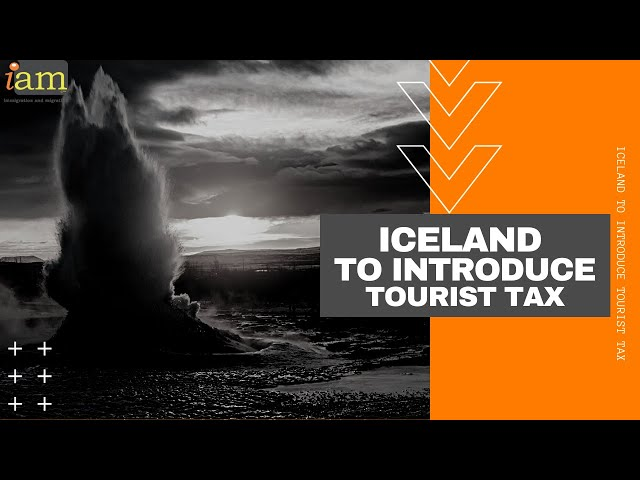 iam
immigration and migration
ICELAND
TO INTRODUCE
TOURIST TAX
ICELAND TO INTRODUCE TOURIST TAX